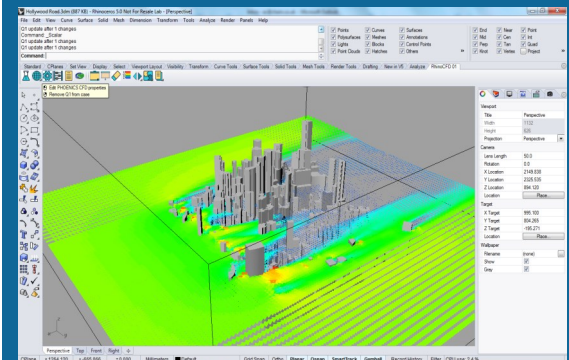 Hollywood Road.3dm (887 KB) - Rhinoceros 5.0 Not For Resale Lab - [Perspective]
File Edit View Curve Surface Solid Mesh Dimension Transform Tools Analyze Render Panels Help
Q1 update after 1 changes
Command: _Scalar
Q1 update after 1 changes
Q1 update after 1 changes
Command:
Points Curves Surfaces
Polysurfaces Meshes Annotations
Lights Blocks Control Points
Point Clouds Hatches Others
End Near Point
Mid Cen Int
Perp Tan Quad
Knot Vertex Project
Standard CPlanes Set View Display Select Viewport Layout Visibility Transform Curve Tools Surface Tools Solid Tools Mesh Tools Render Tools Drafting New in V5 Analyze RhinoCFD 01
Edit PHOENICS CFD properties
Remove Q1 from case
Viewport
Title Perspective
Width 1132
Height
Projection Perspective
Camera
Lens Length 50.0
Rotation 0.0
X Location 2149.830
Y Location 2325.535
Z Location 894.120
Location Place...
Target
X Target 995.100
Y Target 804.265
Z Target -195.271
Location Place...
Wallpaper
Filename (none)
Show
Gray
Perspective Top Front Right
CPlane Millimeters Default Grid Snap Ortho Planar Osnap SmartTrack Gumball Record History Filter